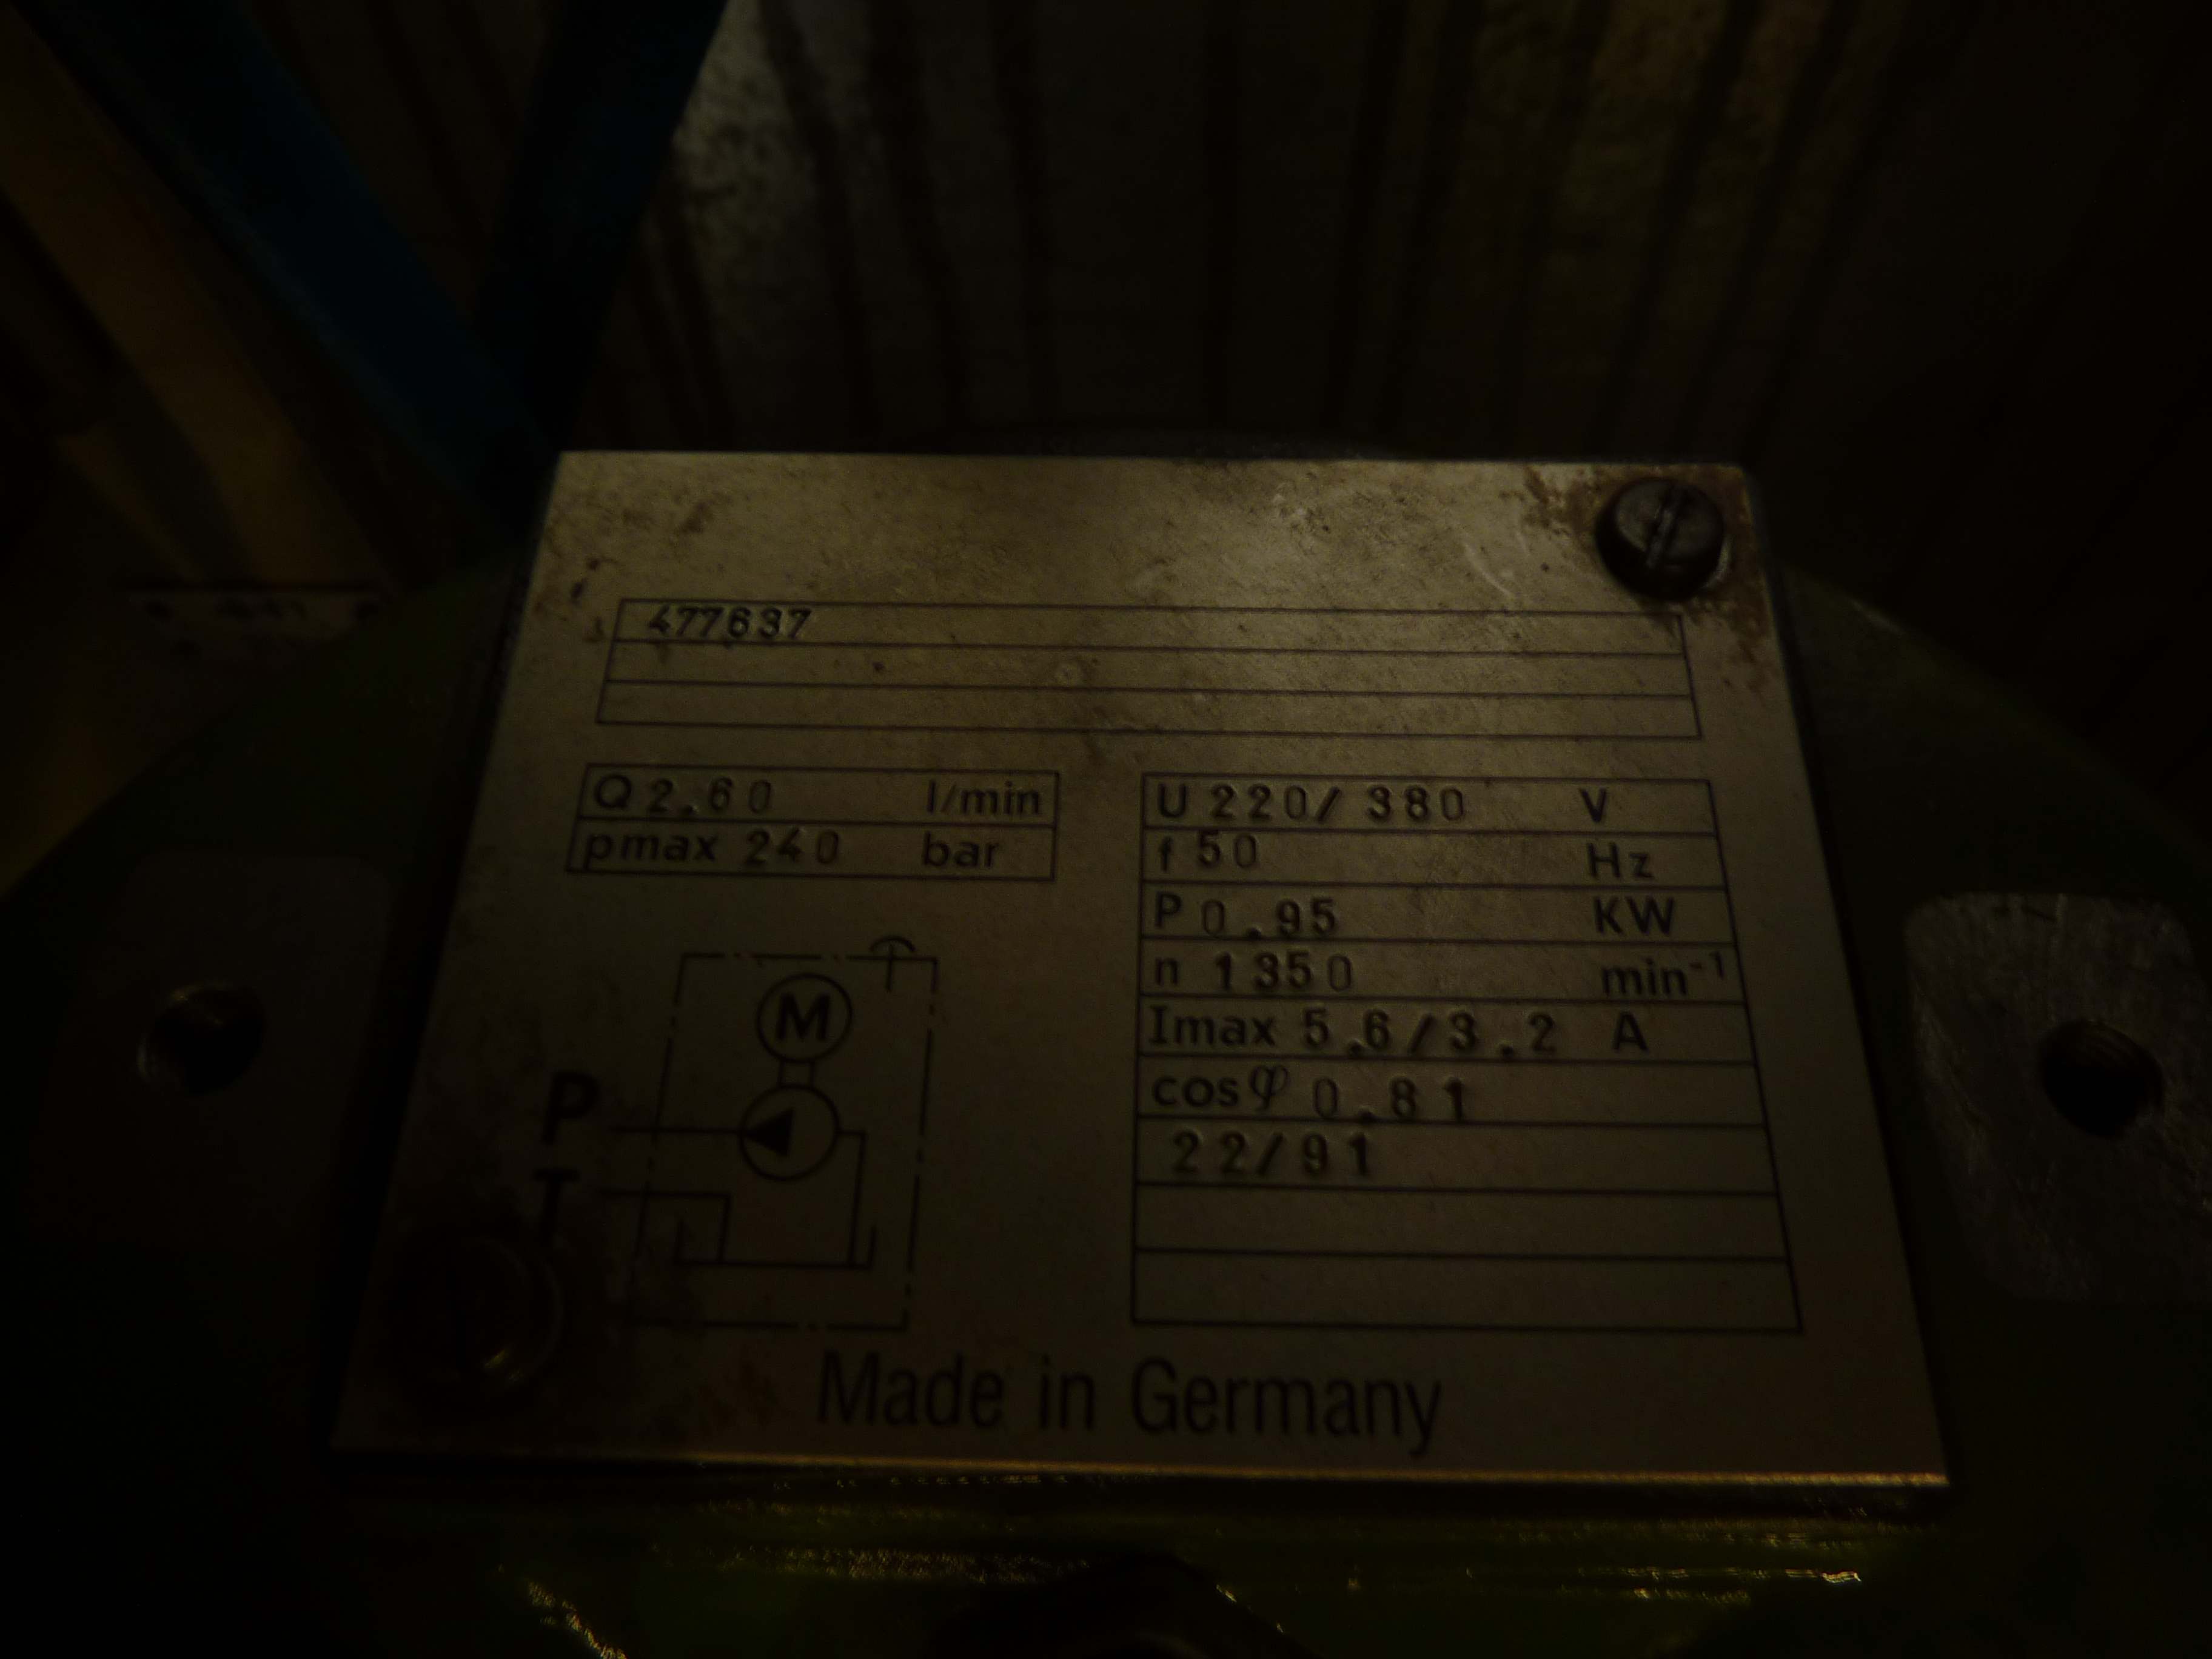 477637
Q 2.60 l/min
pmax 240 bar
U 220/380 V
f 50 Hz
P 0.95 KW
n 1350 min⁻¹
Imax 5.6/3.2 A
cosφ 0.81
22/91
M
P
T
Made in Germany